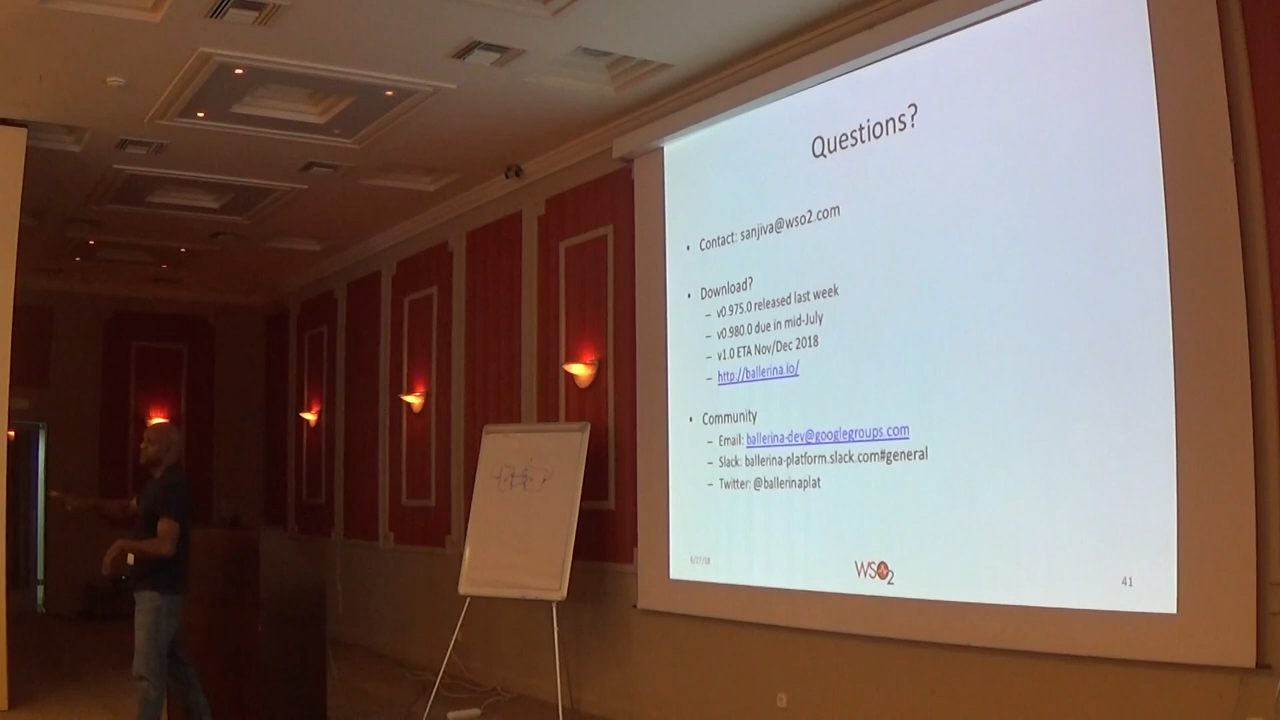 Questions?
• Contact: sanjiva@wso2.com
• Download?
– v0.975.0 released last week
– v0.980.0 due in mid-July
– v1.0 ETA Nov/Dec 2018
– http://ballerina.io/
• Community
– Email: ballerina-dev@googlegroups.com
– Slack: ballerina-platform.slack.com#general
– Twitter: @ballerinaplat
WSO2
41